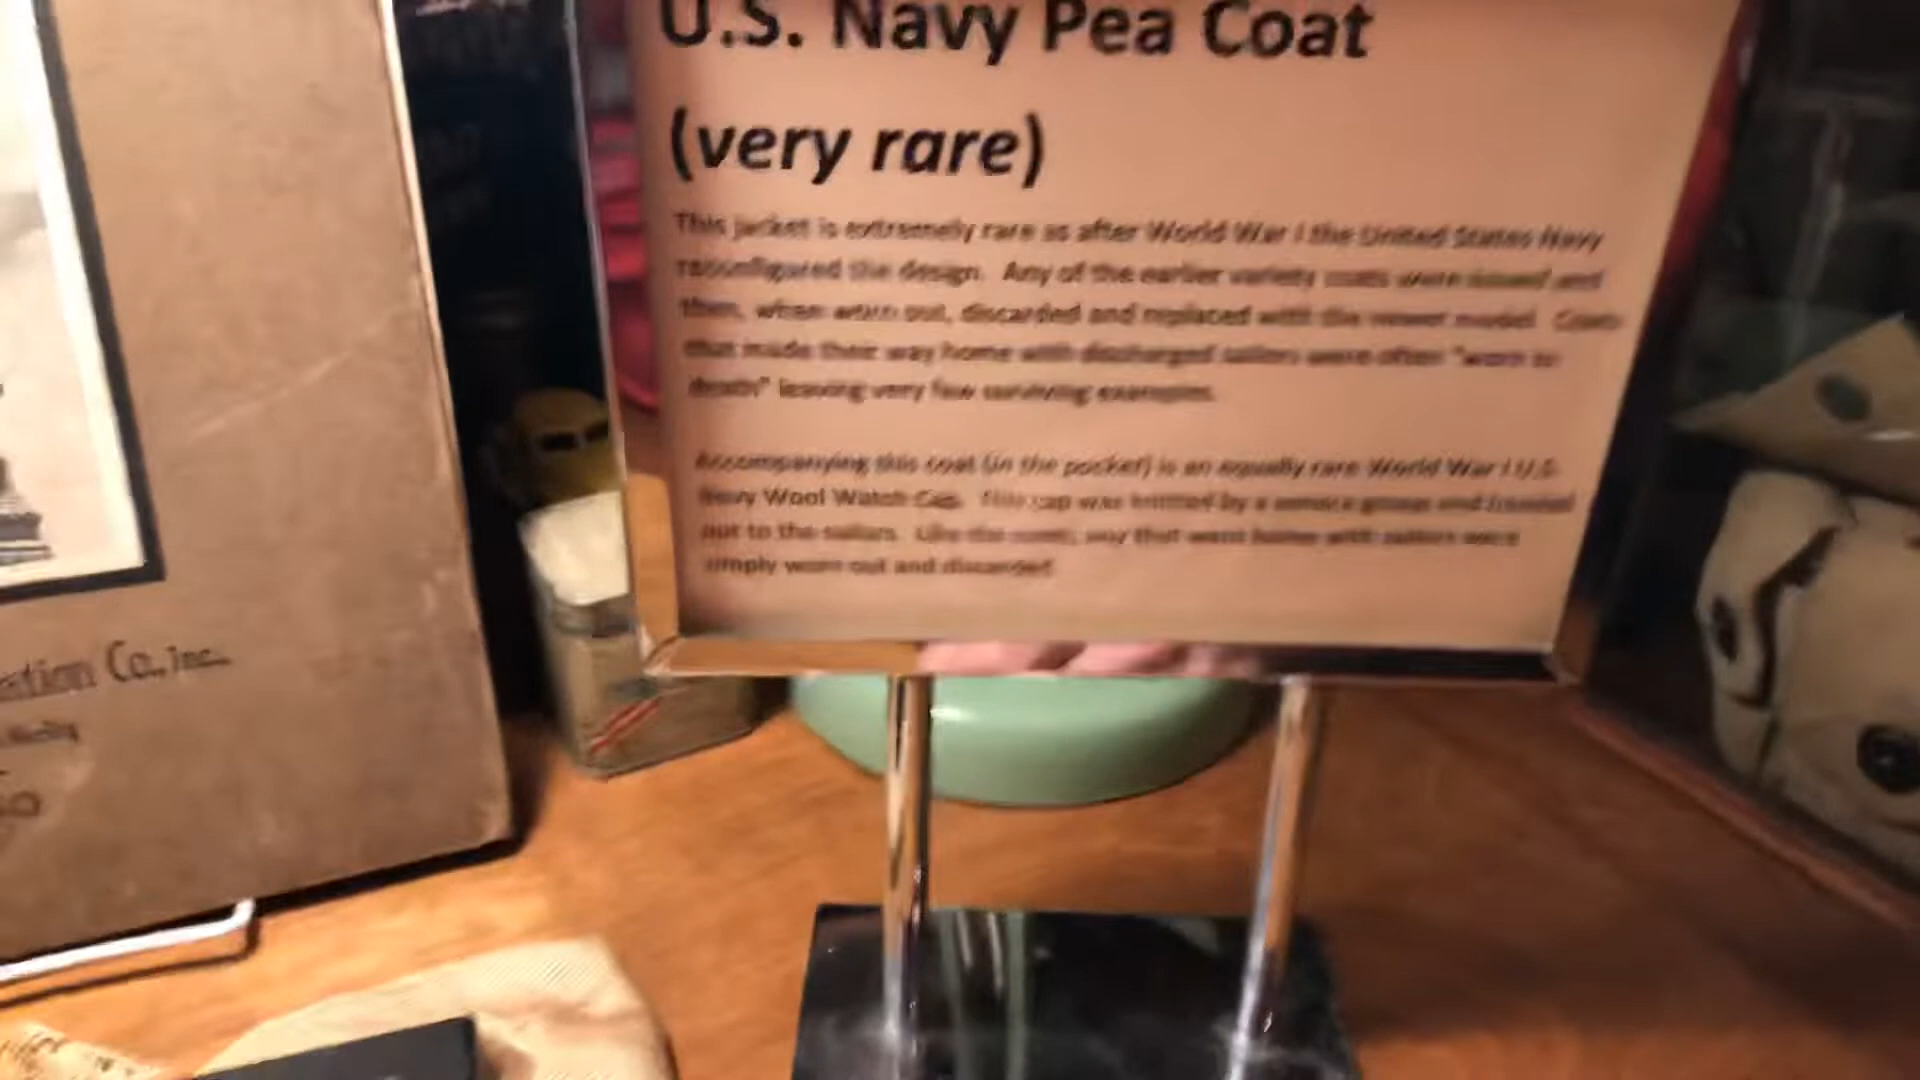 U.S. Navy Pea Coat
(very rare)
This jacket is extremely rare as after World War I the United States Navy
reconfigured the design. Any of the earlier variety coats were issued and
then, when worn out, discarded and replaced with the newer model. Coats
that made their way home with discharged sailors were often "worn to
death" leaving very few surviving examples.
Accompanying this coat (in the pocket) is an equally rare World War I U.S.
Navy Wool Watch Cap. This cap was knitted by a service group and
out to the sailors. Like the coats, any that went home with sailors were
simply worn out and discarded.
Co., Inc.